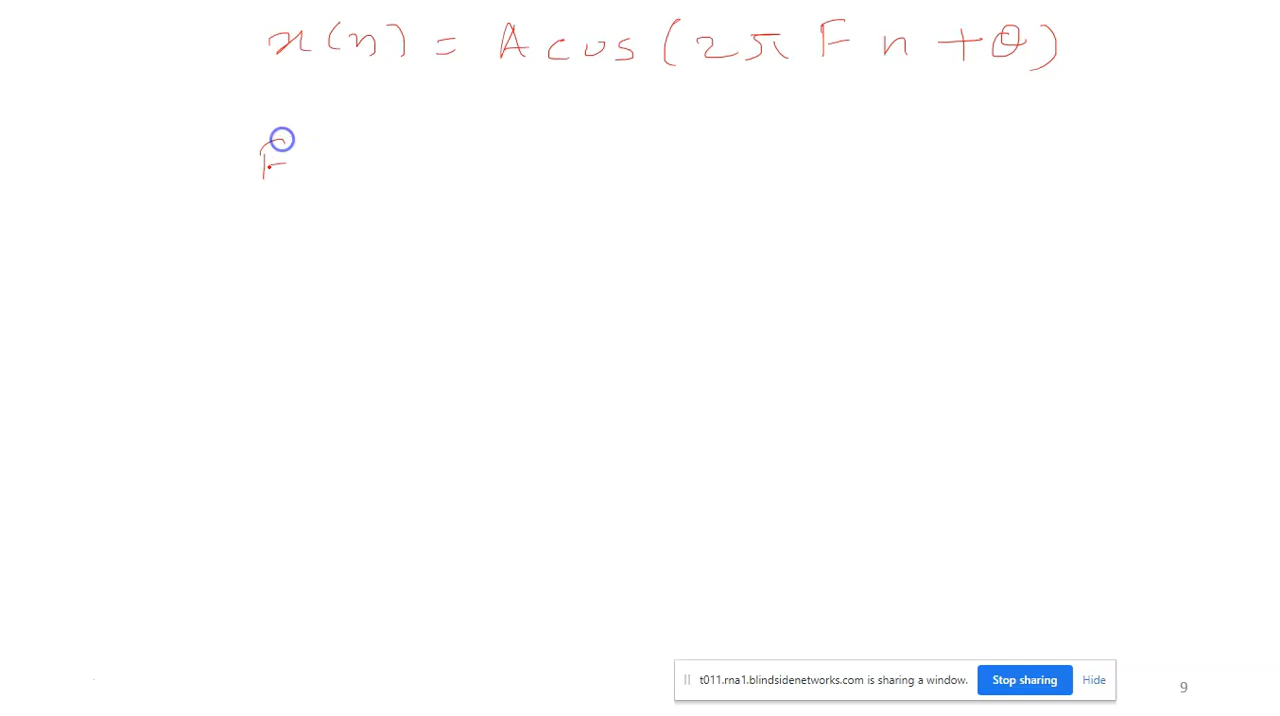 x(n) = A cos(2π F n + θ)
F
t011.rna1.blindsidenetworks.com is sharing a window. Stop sharing Hide
9